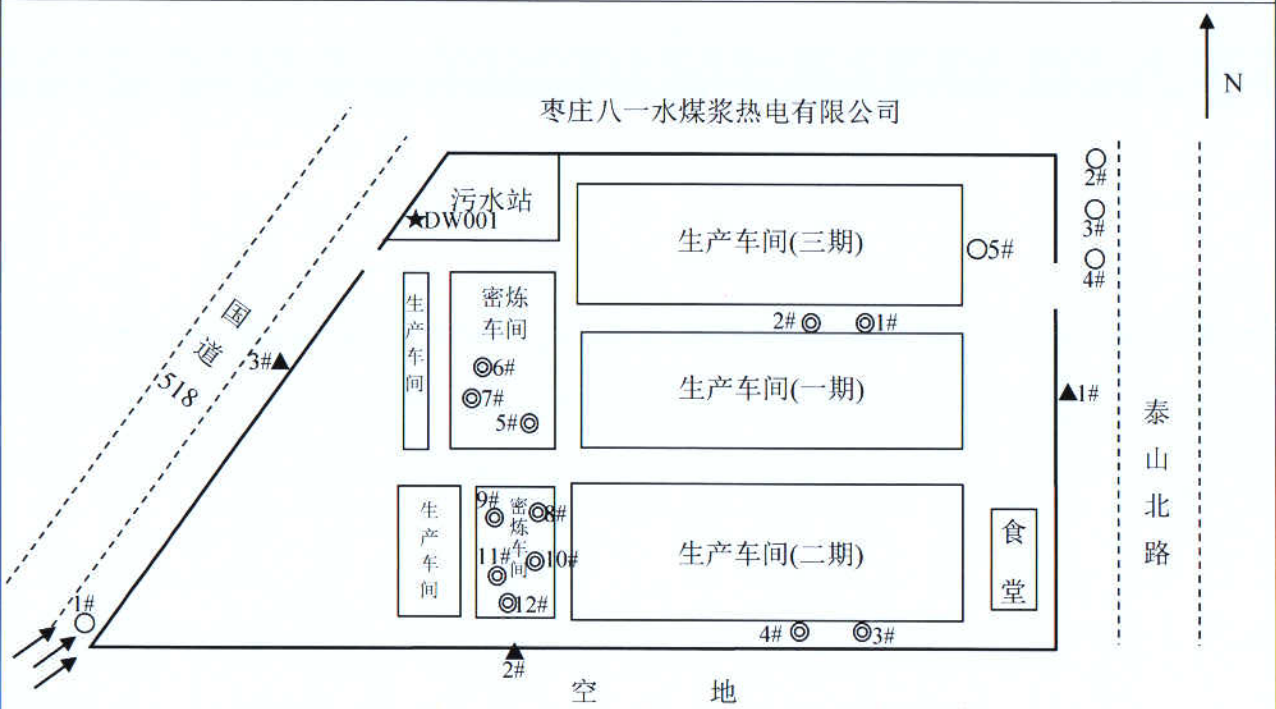 N
枣庄八一水煤浆热电有限公司
2#
3#
4#
污水站
DW001
生产车间(三期)
5#
国道518
3#
生产车间
密炼
车间
6#
7#
5#
2#
1#
生产车间(一期)
1#
泰山北路
生产车间
密炼车间
9#
8#
11#
10#
12#
生产车间(二期)
食堂
1#
4#
3#
2#
空地